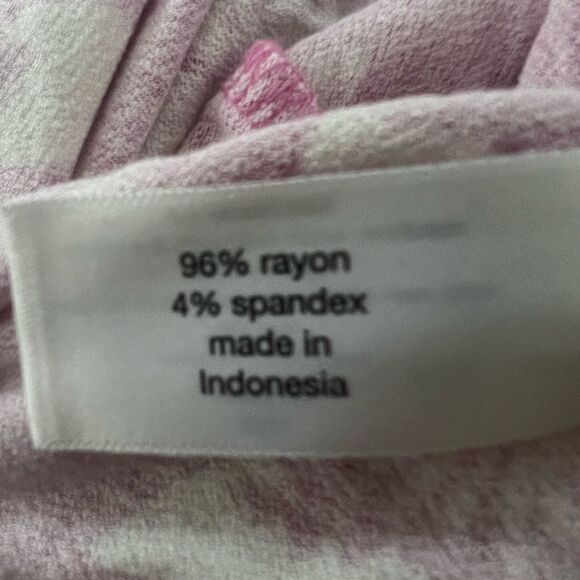 96% rayon
4% spandex
made in
Indonesia